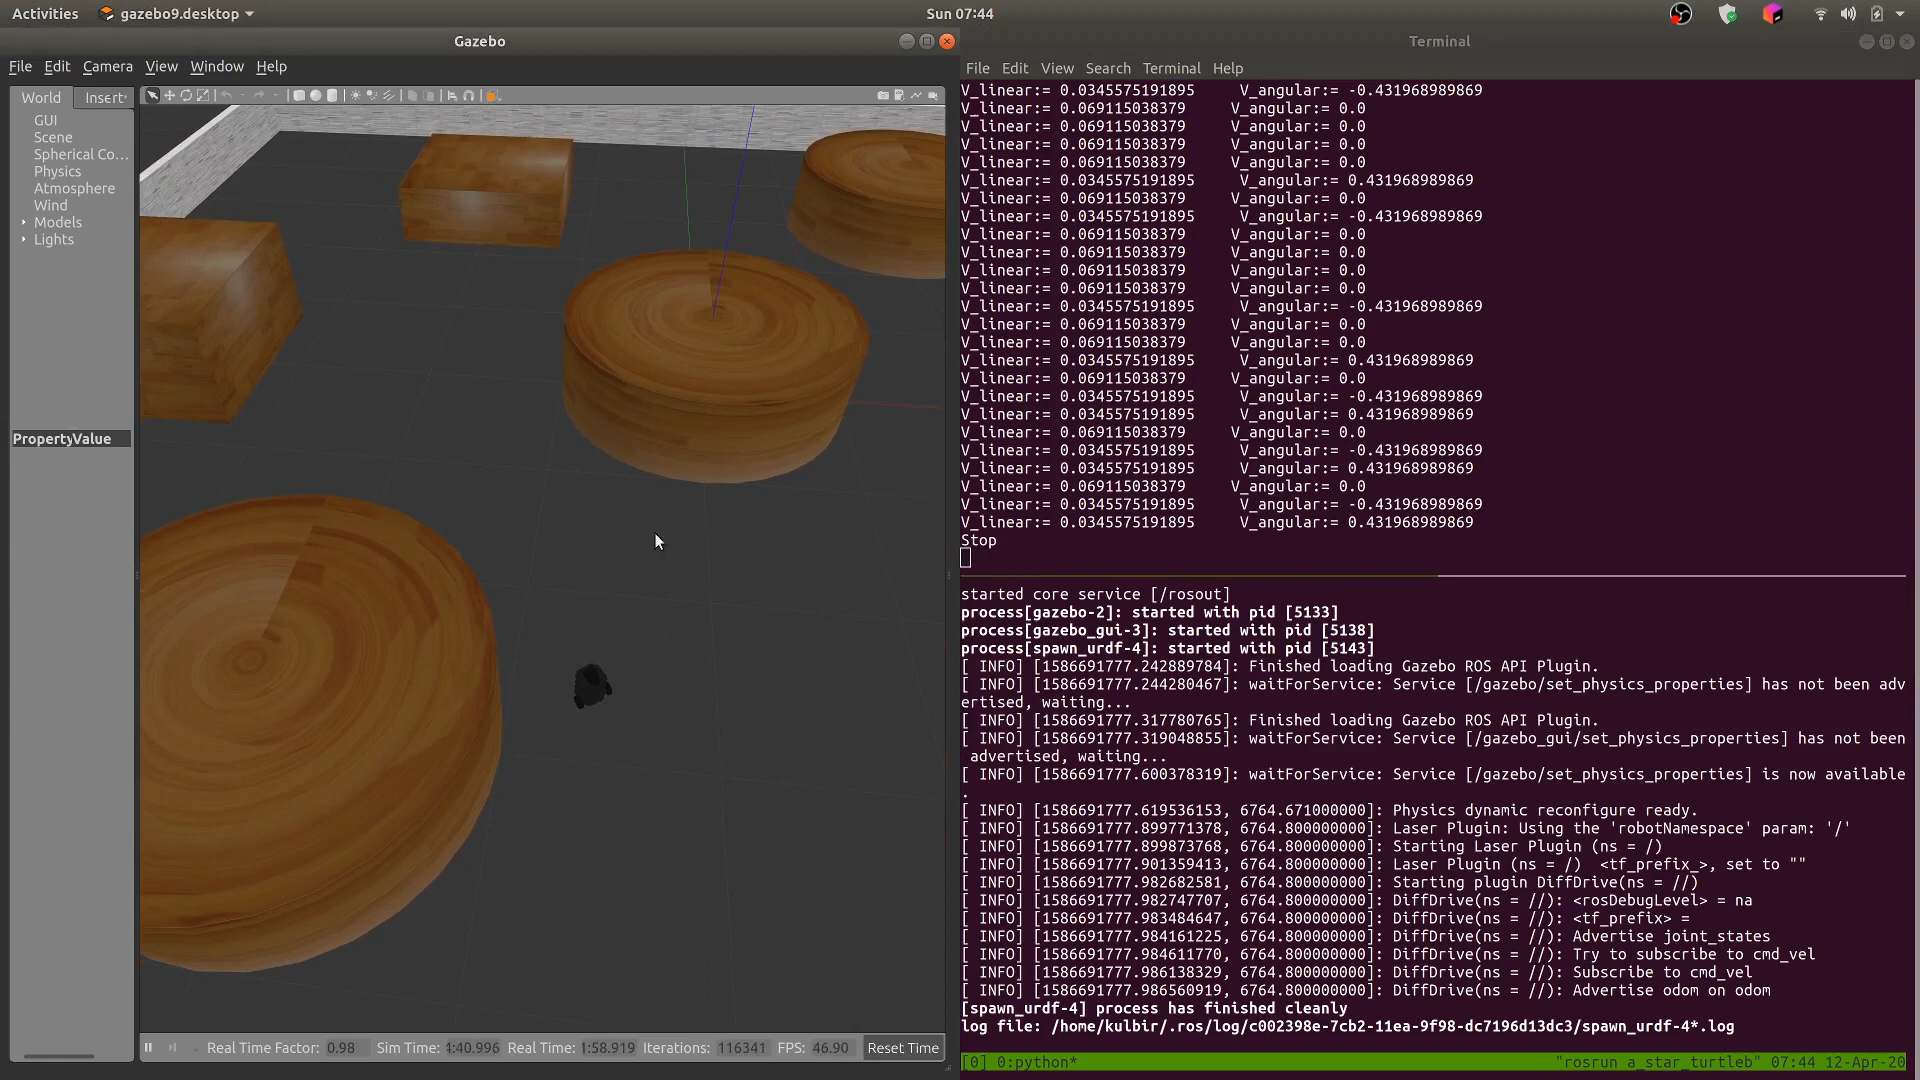 Activities gazebo9.desktop Sun 07:44
Gazebo
File Edit Camera View Window Help
World Insert
GUI
Scene
Spherical Co...
Physics
Atmosphere
Wind
Models
Lights
Property Value
Real Time Factor: 0.98 Sim Time: 4:40.996 Real Time: 1:58.919 Iterations: 116341 FPS: 46.90 Reset Time
Terminal
File Edit View Search Terminal Help
V_linear:= 0.0345575191895 V_angular:= -0.431968989869
V_linear:= 0.069115038379 V_angular:= 0.0
V_linear:= 0.069115038379 V_angular:= 0.0
V_linear:= 0.069115038379 V_angular:= 0.0
V_linear:= 0.069115038379 V_angular:= 0.0
V_linear:= 0.0345575191895 V_angular:= 0.431968989869
V_linear:= 0.069115038379 V_angular:= 0.0
V_linear:= 0.0345575191895 V_angular:= -0.431968989869
V_linear:= 0.069115038379 V_angular:= 0.0
V_linear:= 0.069115038379 V_angular:= 0.0
V_linear:= 0.069115038379 V_angular:= 0.0
V_linear:= 0.069115038379 V_angular:= 0.0
V_linear:= 0.0345575191895 V_angular:= -0.431968989869
V_linear:= 0.069115038379 V_angular:= 0.0
V_linear:= 0.069115038379 V_angular:= 0.0
V_linear:= 0.0345575191895 V_angular:= 0.431968989869
V_linear:= 0.069115038379 V_angular:= 0.0
V_linear:= 0.0345575191895 V_angular:= -0.431968989869
V_linear:= 0.0345575191895 V_angular:= 0.431968989869
V_linear:= 0.069115038379 V_angular:= 0.0
V_linear:= 0.0345575191895 V_angular:= -0.431968989869
V_linear:= 0.0345575191895 V_angular:= 0.431968989869
V_linear:= 0.069115038379 V_angular:= 0.0
V_linear:= 0.0345575191895 V_angular:= -0.431968989869
V_linear:= 0.0345575191895 V_angular:= 0.431968989869
Stop
started core service [/rosout]
process[gazebo-2]: started with pid [5133]
process[gazebo_gui-3]: started with pid [5138]
process[spawn_urdf-4]: started with pid [5143]
[ INFO] [1586691777.242889784]: Finished loading Gazebo ROS API Plugin.
[ INFO] [1586691777.244280467]: waitForService: Service [/gazebo/set_physics_properties] has not been adv
ertised, waiting...
[ INFO] [1586691777.317780765]: Finished loading Gazebo ROS API Plugin.
[ INFO] [1586691777.319048855]: waitForService: Service [/gazebo_gui/set_physics_properties] has not been
advertised, waiting...
[ INFO] [1586691777.600378319]: waitForService: Service [/gazebo/set_physics_properties] is now available
.
[ INFO] [1586691777.619536153, 6764.671000000]: Physics dynamic reconfigure ready.
[ INFO] [1586691777.899771378, 6764.800000000]: Laser Plugin: Using the 'robotNamespace' param: '/'
[ INFO] [1586691777.899873768, 6764.800000000]: Starting Laser Plugin (ns = /)
[ INFO] [1586691777.901359413, 6764.800000000]: Laser Plugin (ns = /) <tf_prefix_>, set to ""
[ INFO] [1586691777.982682581, 6764.800000000]: Starting plugin DiffDrive(ns = //)
[ INFO] [1586691777.982747707, 6764.800000000]: DiffDrive(ns = //): <rosDebugLevel> = na
[ INFO] [1586691777.983484647, 6764.800000000]: DiffDrive(ns = //): <tf_prefix> =
[ INFO] [1586691777.984161225, 6764.800000000]: DiffDrive(ns = //): Advertise joint_states
[ INFO] [1586691777.984611770, 6764.800000000]: DiffDrive(ns = //): Try to subscribe to cmd_vel
[ INFO] [1586691777.986138329, 6764.800000000]: DiffDrive(ns = //): Subscribe to cmd_vel
[ INFO] [1586691777.986560919, 6764.800000000]: DiffDrive(ns = //): Advertise odom on odom
[spawn_urdf-4] process has finished cleanly
log file: /home/kulbir/.ros/log/c002398e-7cb2-11ea-9f98-dc7196d13dc3/spawn_urdf-4*.log
[0] 0:python* "rosrun a_star_turtleb" 07:44 12-Apr-20